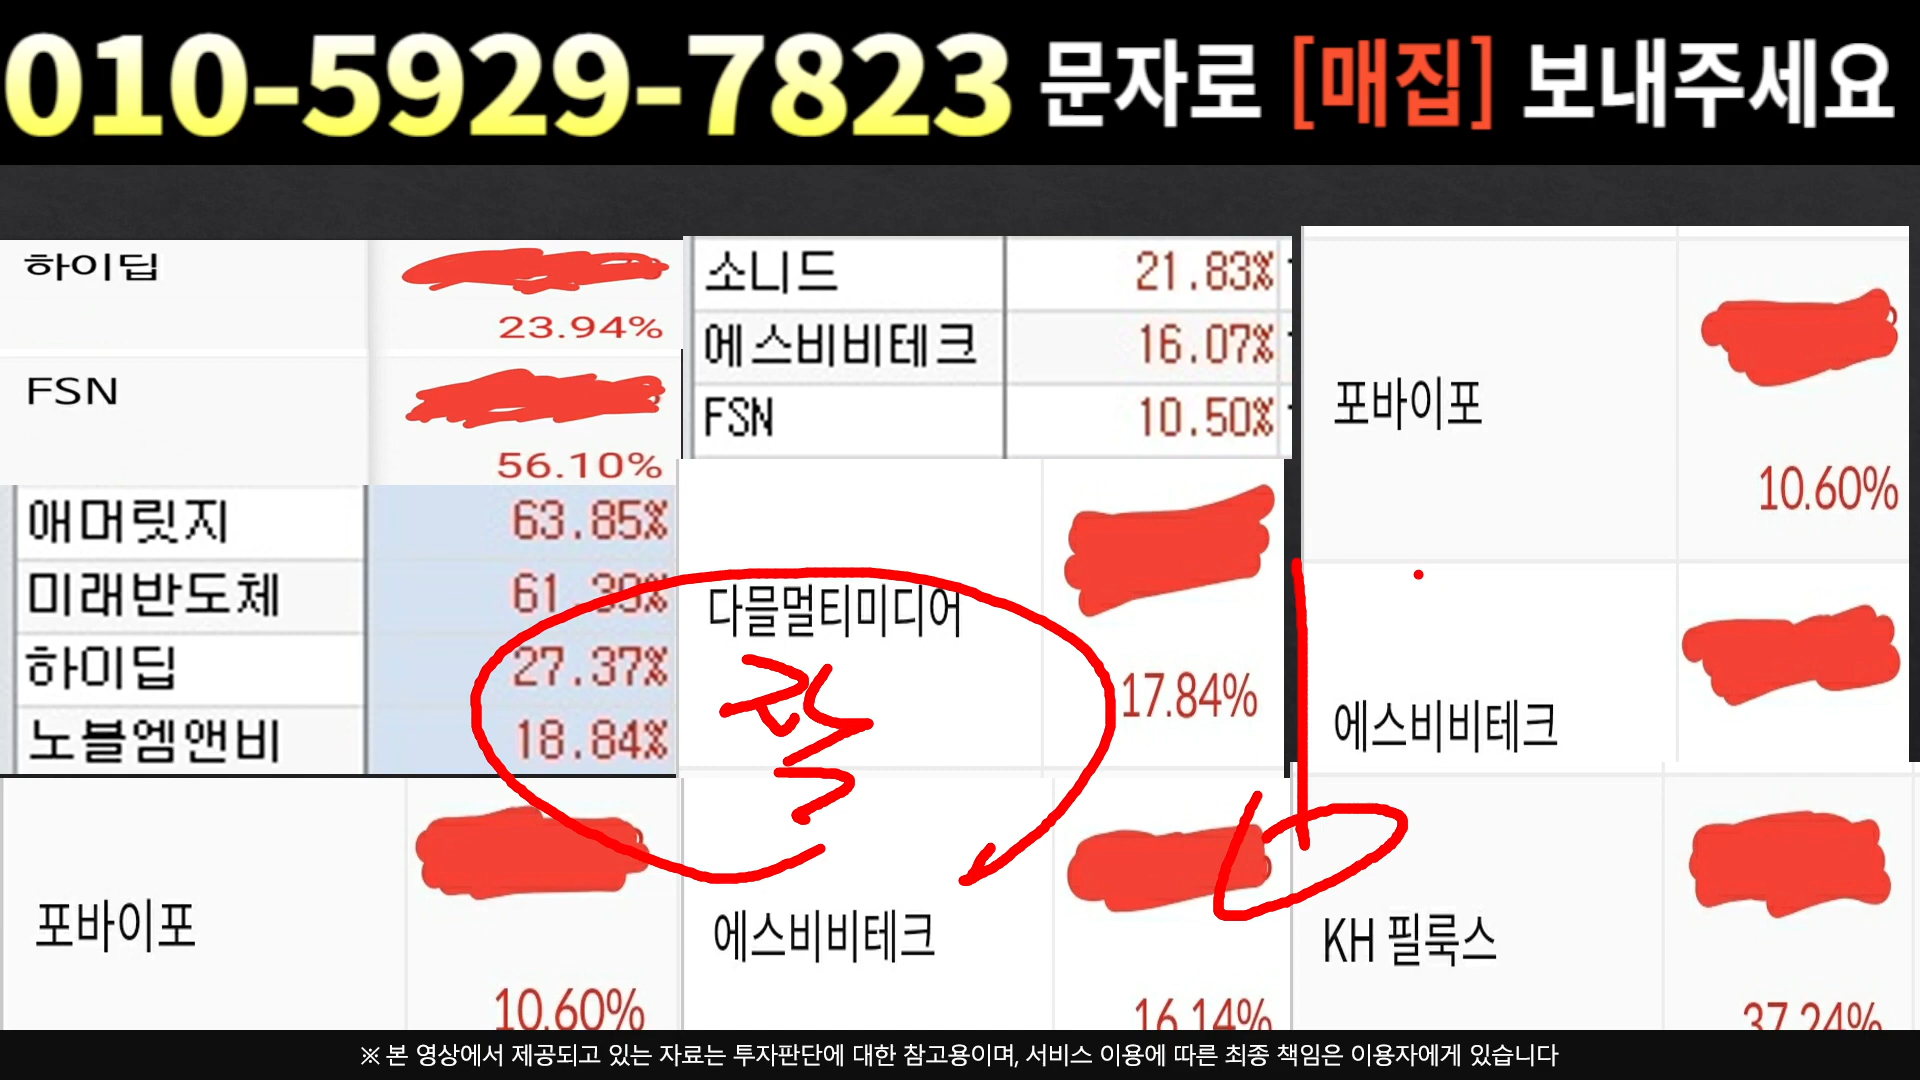 010-5929-7823 문자로 [매집] 보내주세요
하이딥
23.94%
FSN
56.10%
소니드 21.83%
에스비비테크 16.07%
FSN 10.50%
포바이포
10.60%
애머릿지 63.85%
미래반도체 61.39%
하이딥 27.37%
노블엠앤비 18.84%
다믈멀티미디어
17.84%
에스비비테크
포바이포
10.60%
에스비비테크
16.14%
KH 필룩스
37.24%
※ 본 영상에서 제공되고 있는 자료는 투자판단에 대한 참고용이며, 서비스 이용에 따른 최종 책임은 이용자에게 있습니다